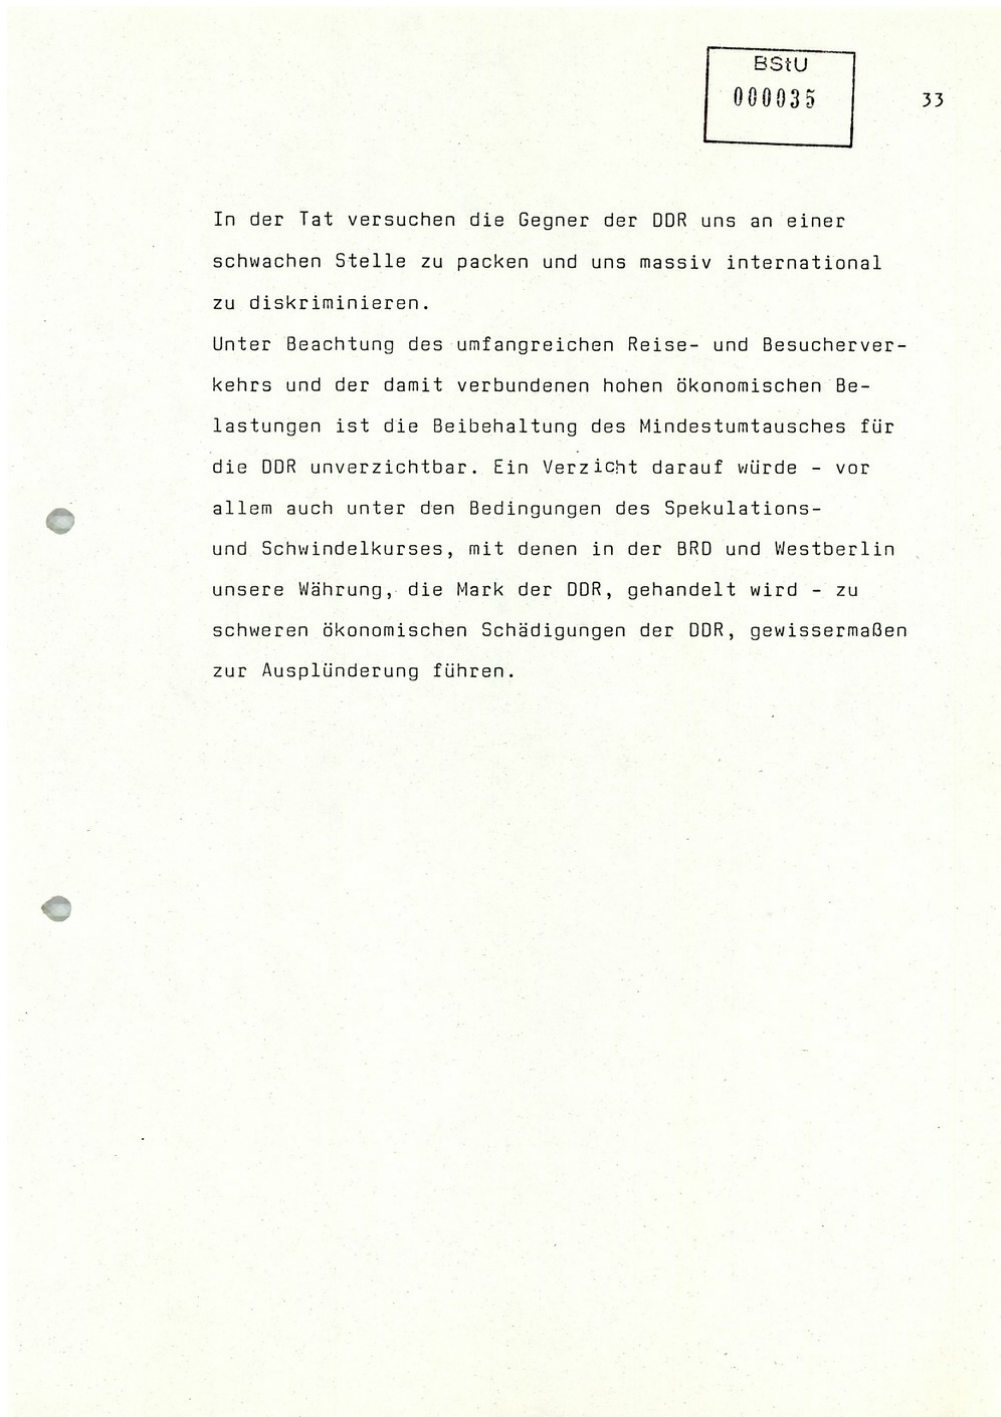 BStU
000035
33
In der Tat versuchen die Gegner der DDR uns an einer
schwachen Stelle zu packen und uns massiv international
zu diskriminieren.
Unter Beachtung des umfangreichen Reise- und Besucherver-
kehrs und der damit verbundenen hohen ökonomischen Be-
lastungen ist die Beibehaltung des Mindestumtausches für
die DDR unverzichtbar. Ein Verzicht darauf würde - vor
allem auch unter den Bedingungen des Spekulations-
und Schwindelkurses, mit denen in der BRD und Westberlin
unsere Währung, die Mark der DDR, gehandelt wird - zu
schweren ökonomischen Schädigungen der DDR, gewissermaßen
zur Ausplünderung führen.